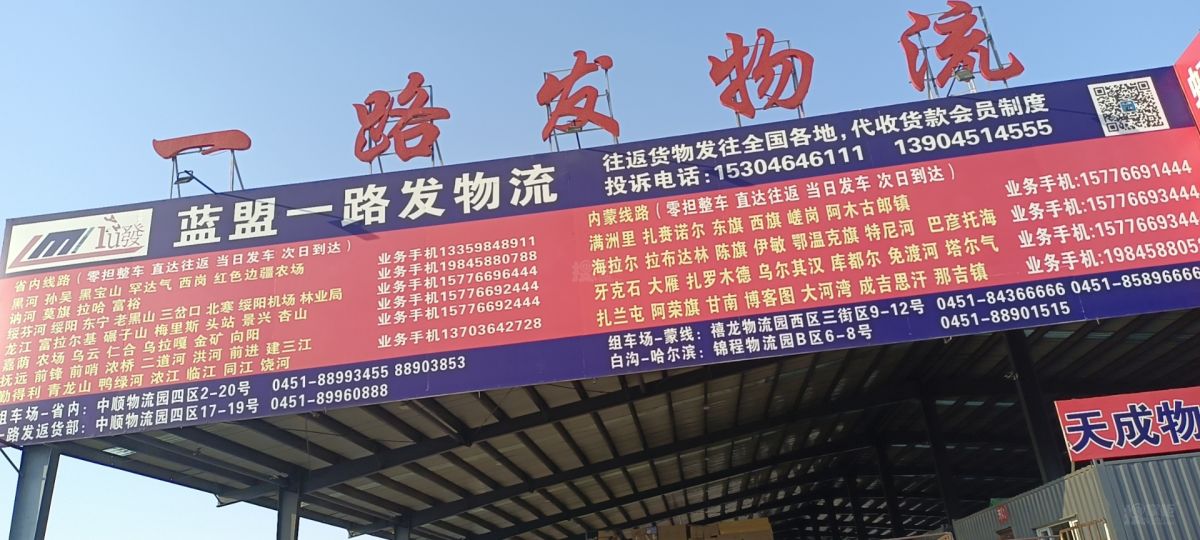 一路发物流
LM 1发發
蓝盟一路发物流
往返货物发往全国各地,代收货款会员制度
投诉电话:15304646111 13904514555
省内线路(零担整车 直达往返 当日发车 次日到达)
黑河 孙吴 黑宝山 罕达气 西岗 红色边疆农场
讷河 莫旗 拉哈 富裕
绥芬河 绥阳 东宁 老黑山 三岔口 北寒 绥阳机场 林业局
龙江 富拉尔基 碾子山 梅里斯 头站 景兴 杏山
嘉荫 农场 乌云 仁合 乌拉嘎 金矿 向阳
抚远 前锋 前哨 浓桥 二道河 洪河 前进 建三江
勤得利 青龙山 鸭绿河 浓江 临江 同江 饶河
业务手机13359848911
业务手机19845880788
业务手机15776696444
业务手机15776692444
业务手机15776692444
业务手机13703642728
组车场-省内:中顺物流园四区2-20号 0451-88993455 88903853
一路发返货部:中顺物流园四区17-19号 0451-89960888
内蒙线路(零担整车 直达往返 当日发车 次日到达)
满洲里 扎赉诺尔 东旗 西旗 嵯岗 阿木古郎镇
海拉尔 拉布达林 陈旗 伊敏 鄂温克旗 特尼河 巴彦托海
牙克石 大雁 扎罗木德 乌尔其汉 库都尔 免渡河 塔尔气
扎兰屯 阿荣旗 甘南 博客图 大河湾 成吉思汗 那吉镇
业务手机:15776691444
业务手机:15776693444
业务手机:1577669344
业务手机:198458805
组车场-蒙线:禧龙物流园西区三街区9-12号 0451-84366666 0451-8589666
白沟-哈尔滨:锦程物流园B区6-8号 0451-88901515
天成物